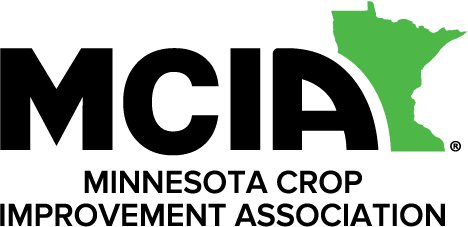 MCIA®
MINNESOTA CROP
IMPROVEMENT ASSOCIATION